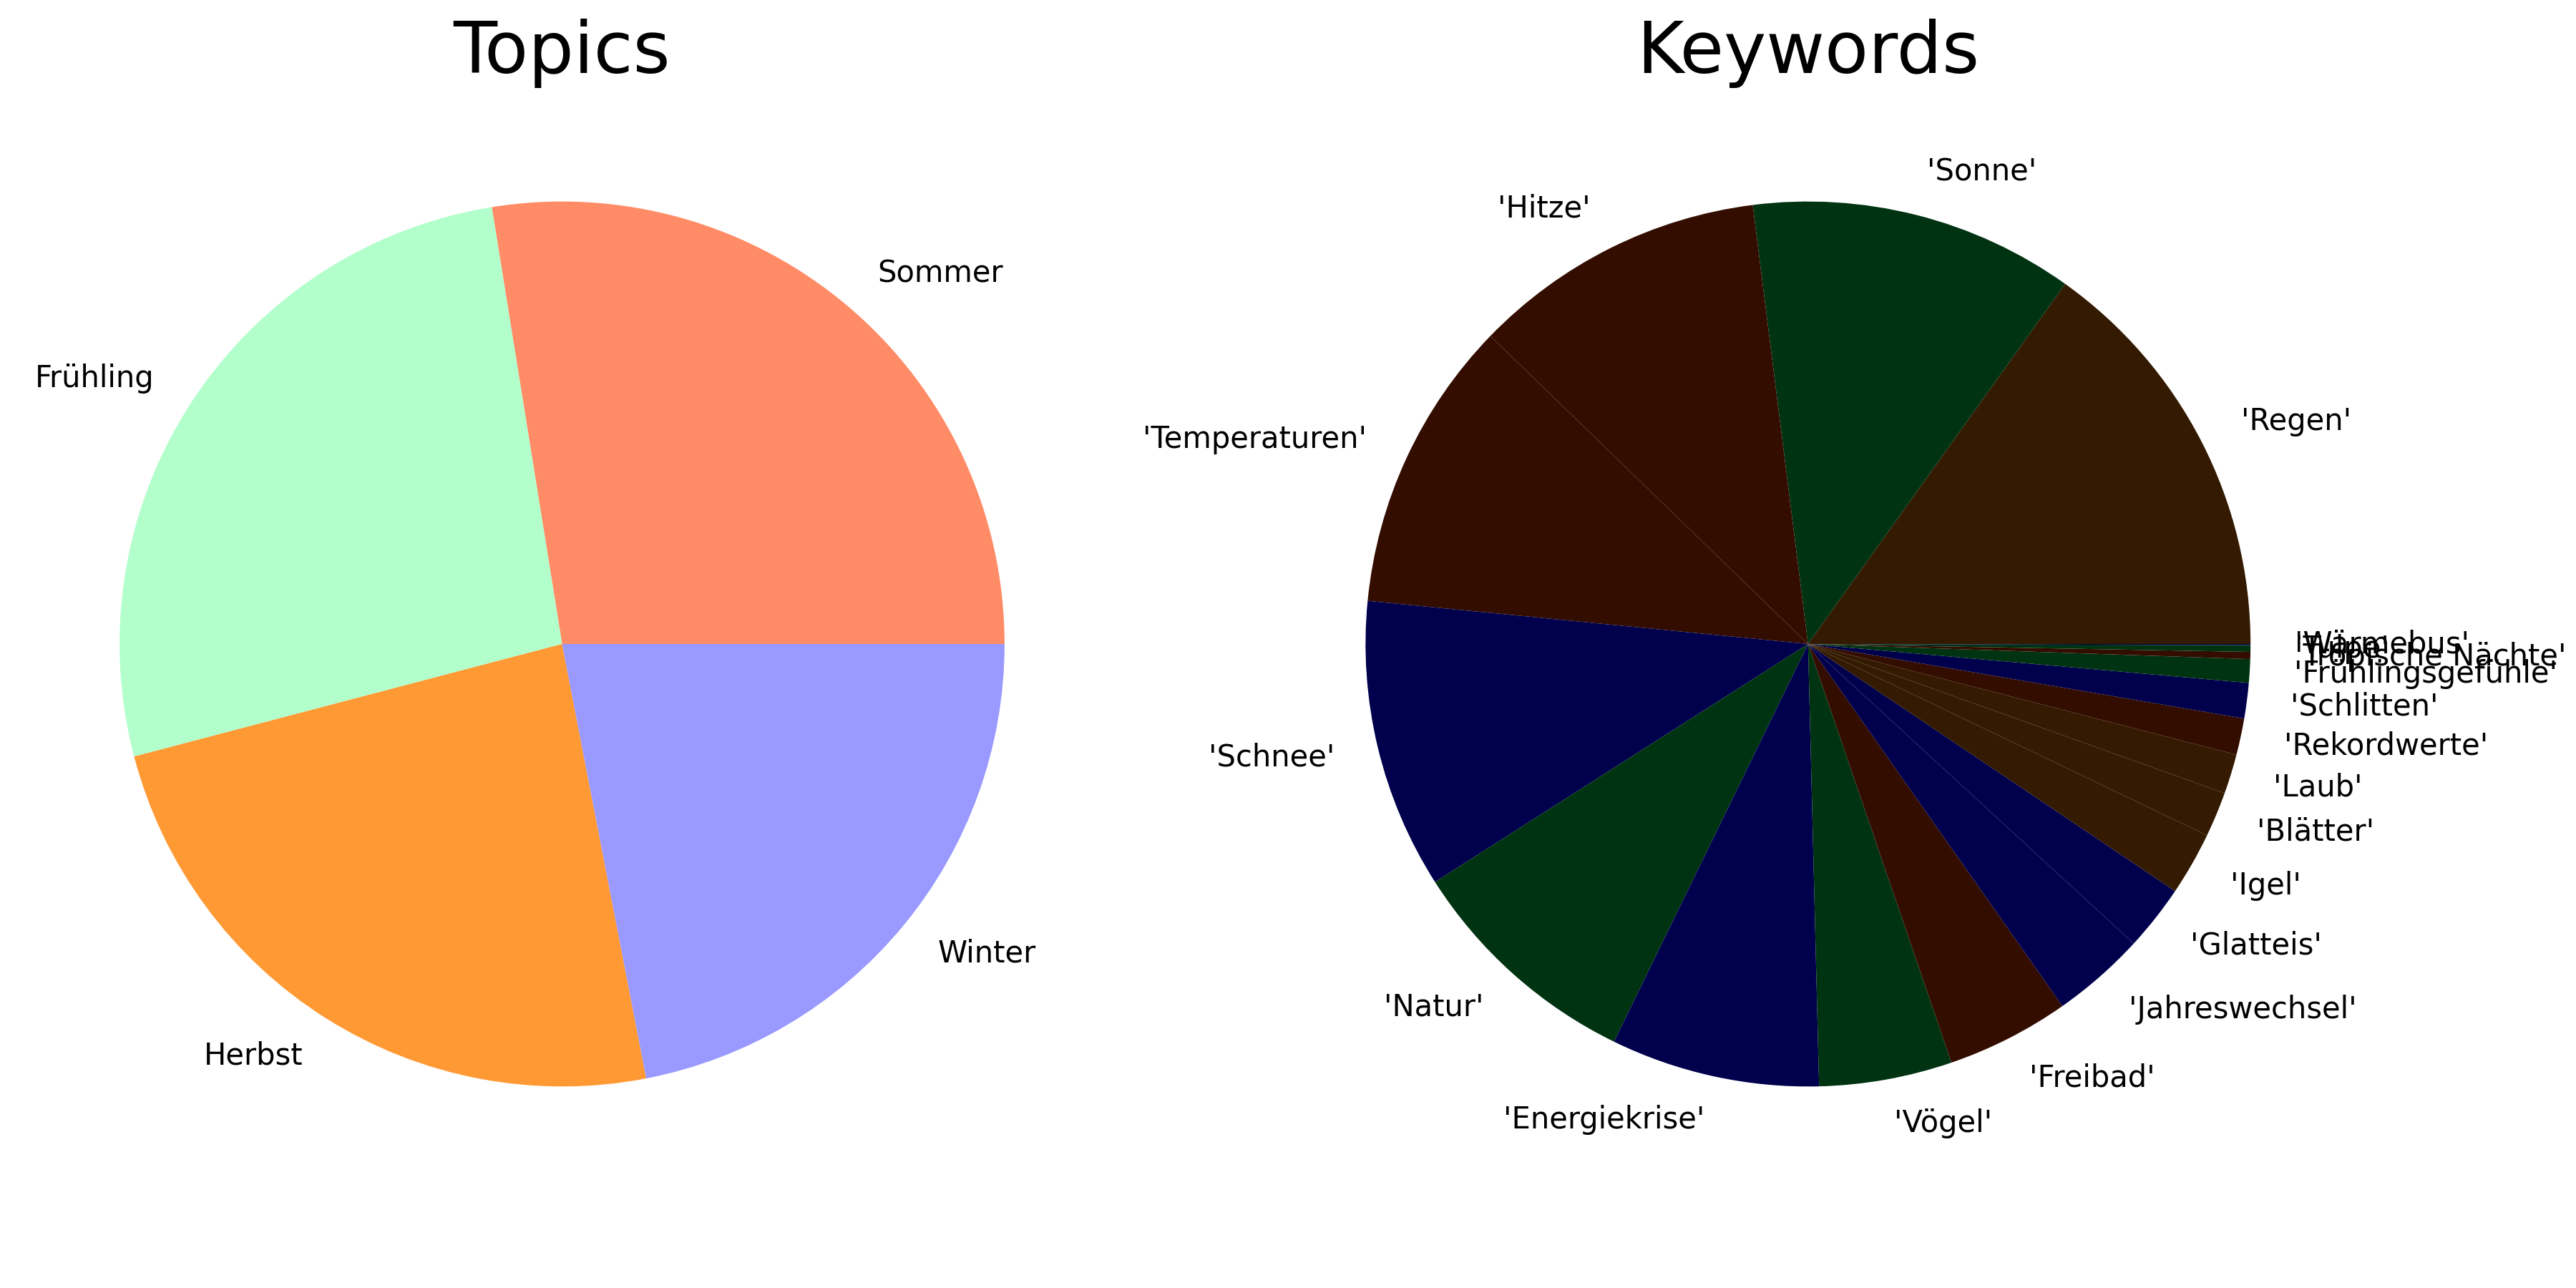 Topics
Sommer
Frühling
Herbst
Winter
Keywords
'Regen'
'Sonne'
'Hitze'
'Temperaturen'
'Schnee'
'Natur'
'Energiekrise'
'Vögel'
'Freibad'
'Jahreswechsel'
'Glatteis'
'Igel'
'Blätter'
'Laub'
'Rekordwerte'
'Schlitten'
'Frühlingsgefühle'
'Tropische Nächte'
'Wärmebus'